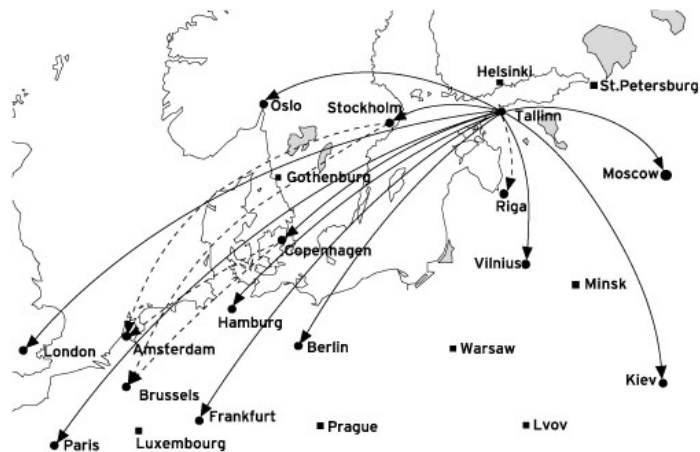 Helsinki
St.Petersburg
Oslo
Stockholm
Tallinn
Gothenburg
Moscow
Riga
Copenhagen
Vilnius
Minsk
Hamburg
London
Amsterdam
Berlin
Warsaw
Kiev
Brussels
Frankfurt
Prague
Lvov
Paris
Luxembourg